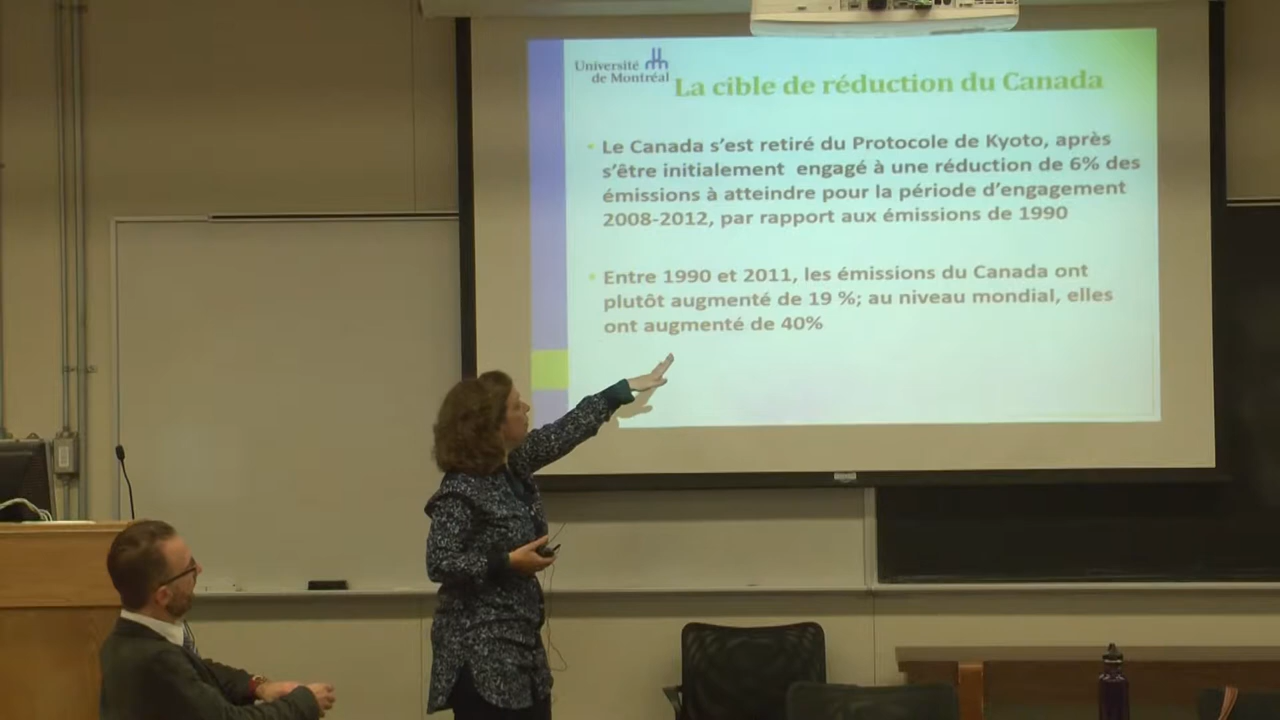 Université
de Montréal
La cible de réduction du Canada
Le Canada s'est retiré du Protocole de Kyoto, après
s'être initialement engagé à une réduction de 6% des
émissions à atteindre pour la période d'engagement
2008-2012, par rapport aux émissions de 1990
Entre 1990 et 2011, les émissions du Canada ont
plutôt augmenté de 19 %; au niveau mondial, elles
ont augmenté de 40%